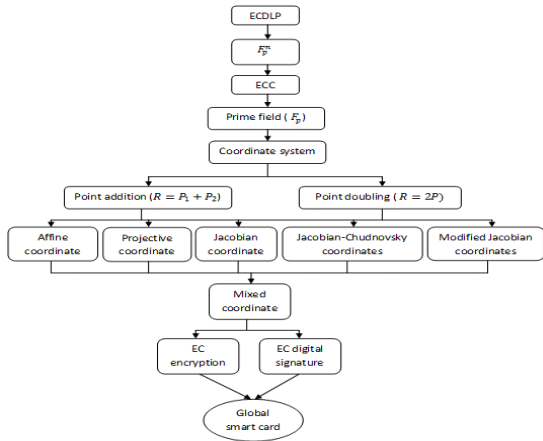 ECDLP
F_p^n
ECC
Prime field ( F_p)
Coordinate system
Point addition (R = P₁ + P₂)
Point doubling ( R = 2P)
Affine
coordinate
Projective
coordinate
Jacobian
coordinate
Jacobian-Chudnovsky
coordinates
Modified Jacobian
coordinates
Mixed
coordinate
EC
encryption
EC digital
signature
Global
smart card